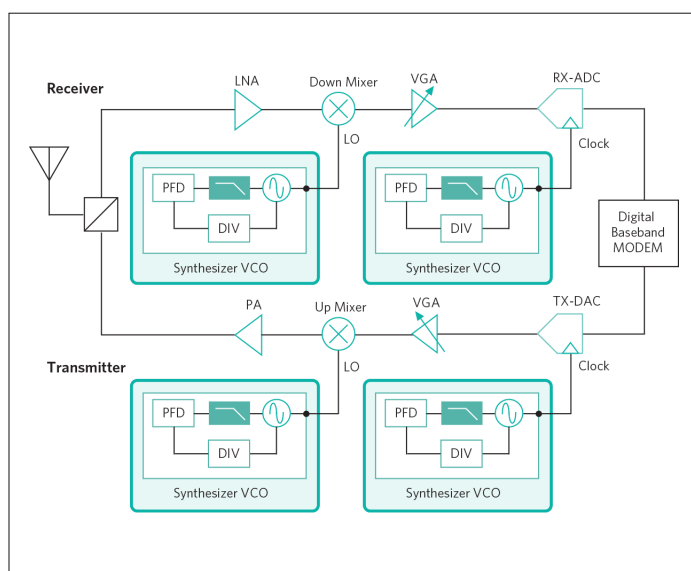 LNA
Down Mixer
VGA
RX-ADC
Receiver
LO
Clock
PFD
DIV
Synthesizer VCO
PFD
DIV
Synthesizer VCO
Digital
Baseband
MODEM
PA
Up Mixer
VGA
TX-DAC
Transmitter
LO
Clock
PFD
DIV
Synthesizer VCO
PFD
DIV
Synthesizer VCO